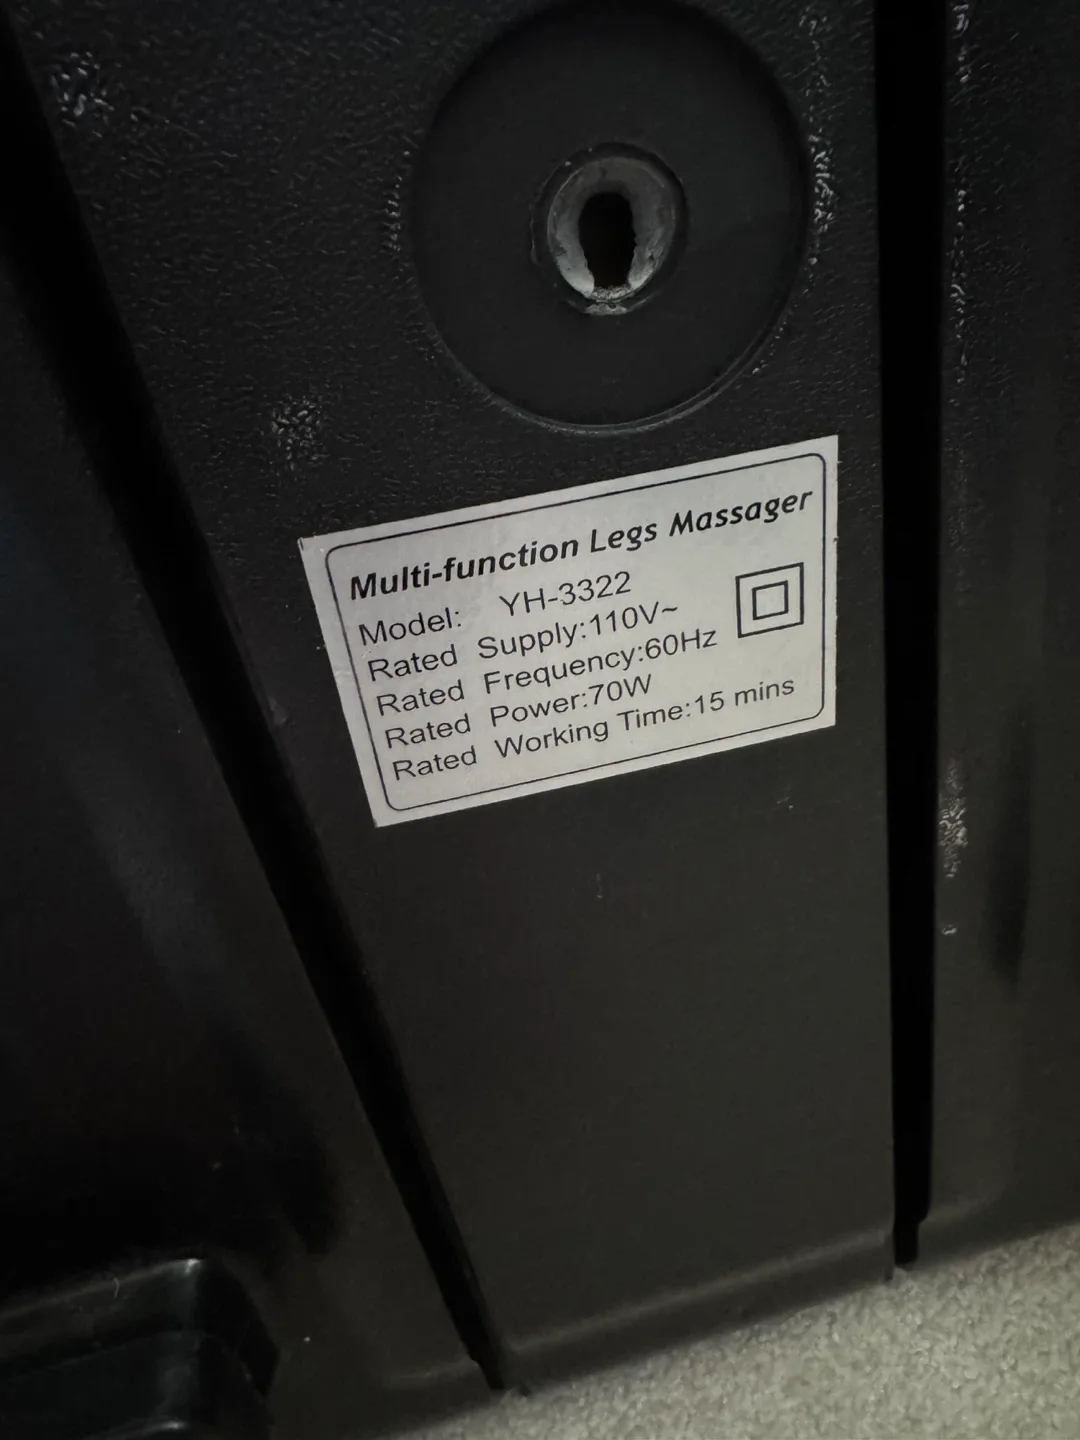 Multi-function Legs Massager
Model: YH-3322
Rated Supply:110V~
Rated Frequency:60Hz
Rated Power:70W
Rated Working Time:15 mins